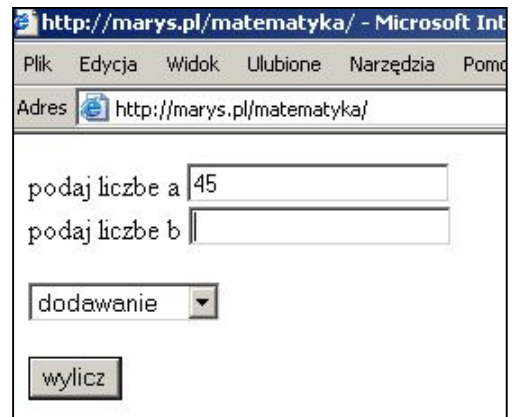 http://marys.pl/matematyka/ - Microsoft Int
Plik Edycja Widok Ulubione Narzędzia Pomo
Adres http://marys.pl/matematyka/
podaj liczbe a 45
podaj liczbe b
dodawanie
wylicz